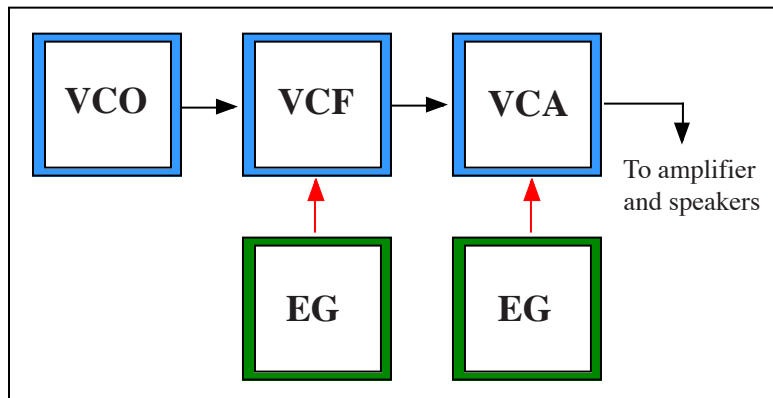 VCO
VCF
VCA
To amplifier
and speakers
EG
EG